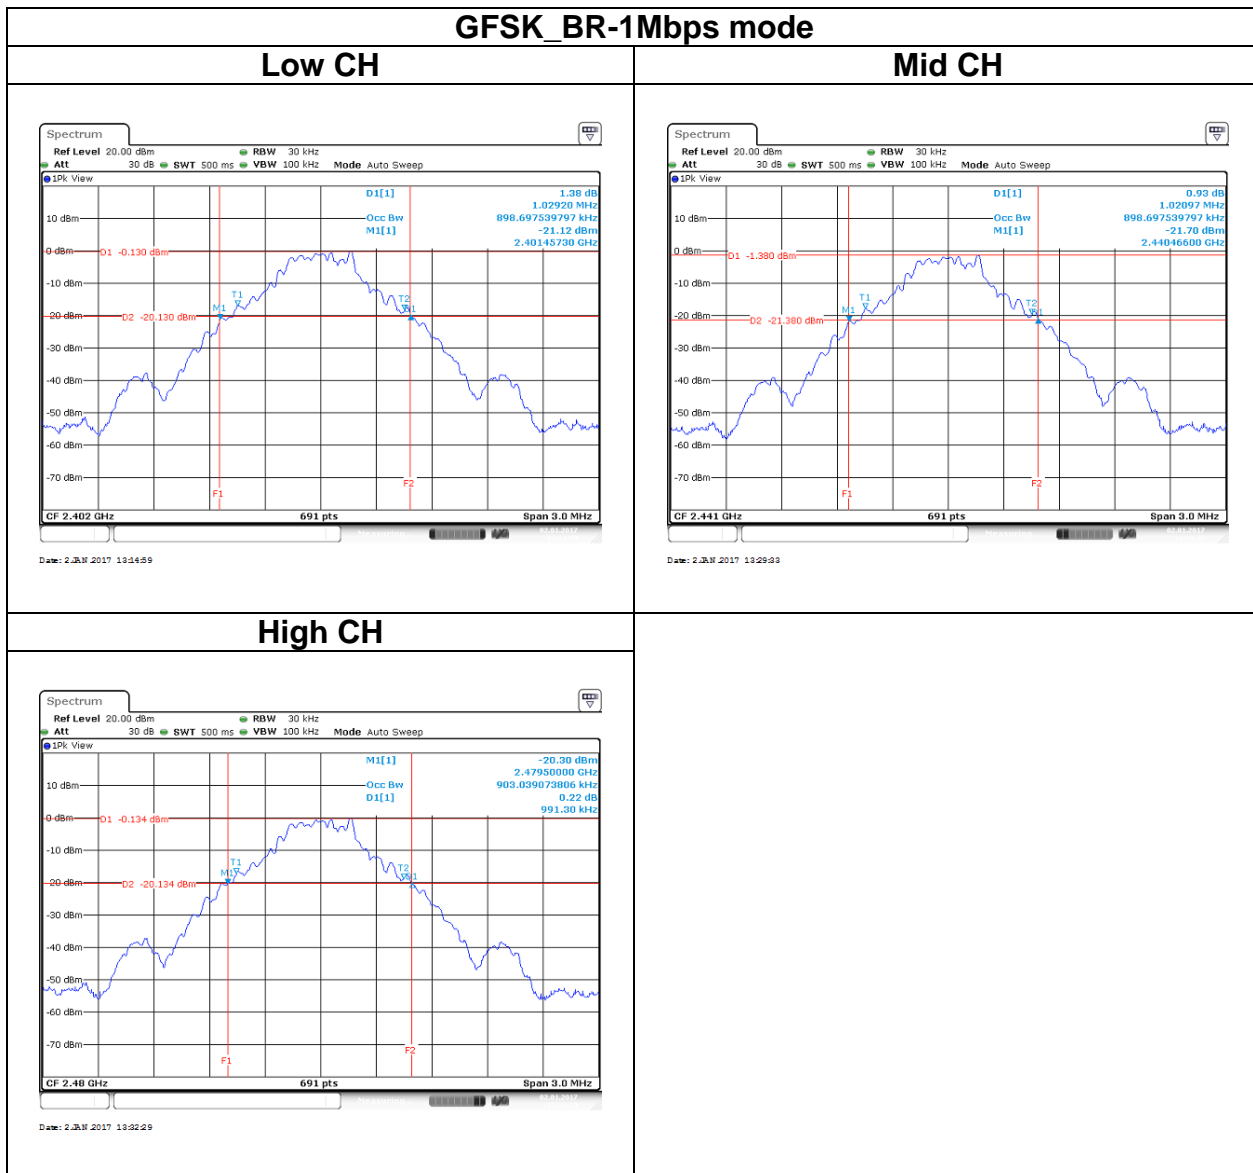 GFSK_BR-1Mbps mode
Low CH
Mid CH
Spectrum
Ref Level 20.00 dBm RBW 30 kHz
Att 30 dB SWT 500 ms VBW 100 kHz Mode Auto Sweep
1Pk View
D1[1] 1.38 dB
1.02920 MHz
Occ Bw 898.697539797 kHz
M1[1] -21.12 dBm
2.40145730 GHz
10 dBm
0 dBm
D1 -0.130 dBm
-10 dBm
T1
T2
M1
D1
-20 dBm
D2 -20.130 dBm
-30 dBm
-40 dBm
-50 dBm
-60 dBm
-70 dBm
F1
F2
CF 2.402 GHz 691 pts Span 3.0 MHz
Date: 2.JAN.2017 13:14:59
Spectrum
Ref Level 20.00 dBm RBW 30 kHz
Att 30 dB SWT 500 ms VBW 100 kHz Mode Auto Sweep
1Pk View
D1[1] 0.93 dB
1.02097 MHz
Occ Bw 898.697539797 kHz
M1[1] -21.70 dBm
2.44046600 GHz
10 dBm
0 dBm
D1 -1.380 dBm
-10 dBm
T1
T2
M1
D1
-20 dBm
D2 -21.380 dBm
-30 dBm
-40 dBm
-50 dBm
-60 dBm
-70 dBm
F1
F2
CF 2.441 GHz 691 pts Span 3.0 MHz
Date: 2.JAN.2017 13:29:33
High CH
Spectrum
Ref Level 20.00 dBm RBW 30 kHz
Att 30 dB SWT 500 ms VBW 100 kHz Mode Auto Sweep
1Pk View
M1[1] -20.30 dBm
2.47950000 GHz
Occ Bw 903.039073806 kHz
D1[1] 0.22 dB
991.30 kHz
10 dBm
0 dBm
D1 -0.134 dBm
-10 dBm
T1
T2
M1
D1
-20 dBm
D2 -20.134 dBm
-30 dBm
-40 dBm
-50 dBm
-60 dBm
-70 dBm
F1
F2
CF 2.48 GHz 691 pts Span 3.0 MHz
Date: 2.JAN.2017 13:32:29